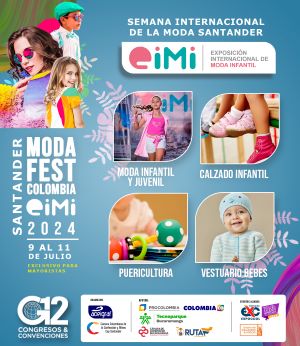 SEMANA INTERNACIONAL
DE LA MODA SANTANDER
eimi
EXPOSICIÓN
INTERNACIONAL DE
MODA INFANTIL
SANTANDER
MODA
FEST
COLOMBIA
eimi
2024
9 AL 11
DE JULIO
EXCLUSIVO PARA
MAYORISTAS
MODA INFANTIL
Y JUVENIL
CALZADO INFANTIL
PUERICULTURA
VESTUARIO BEBES
CONGRESOS &
CONVENCIONES
PROCOLOMBIA
COLOMBIA
Tecnoparque
RUTA